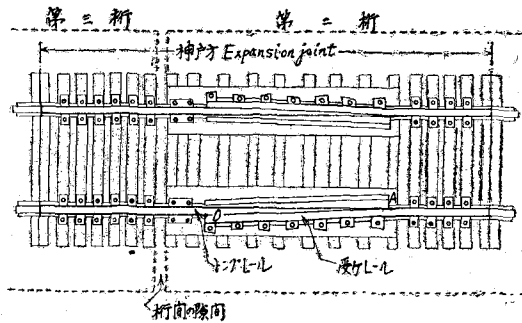 第三桁
第二桁
神戸方 Expansion joint
トングレール
受ケレール
桁間の隙間